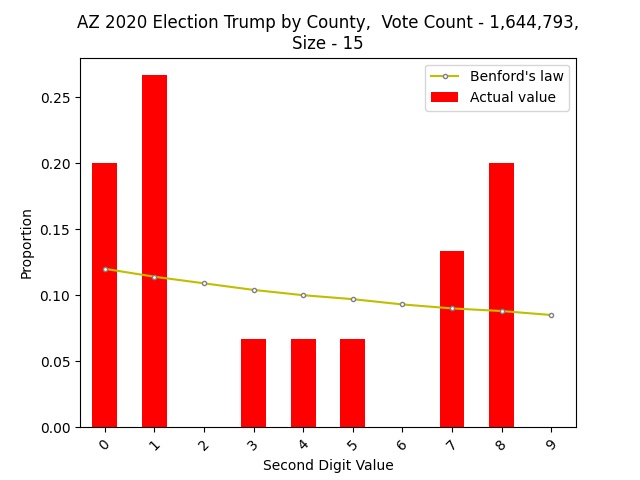 AZ 2020 Election Trump by County,  Vote Count - 1,644,793,
Size - 15
Benford's law
Actual value
0.25
0.20
0.15
0.10
0.05
0.00
Proportion
0 1 2 3 4 5 6 7 8 9
Second Digit Value